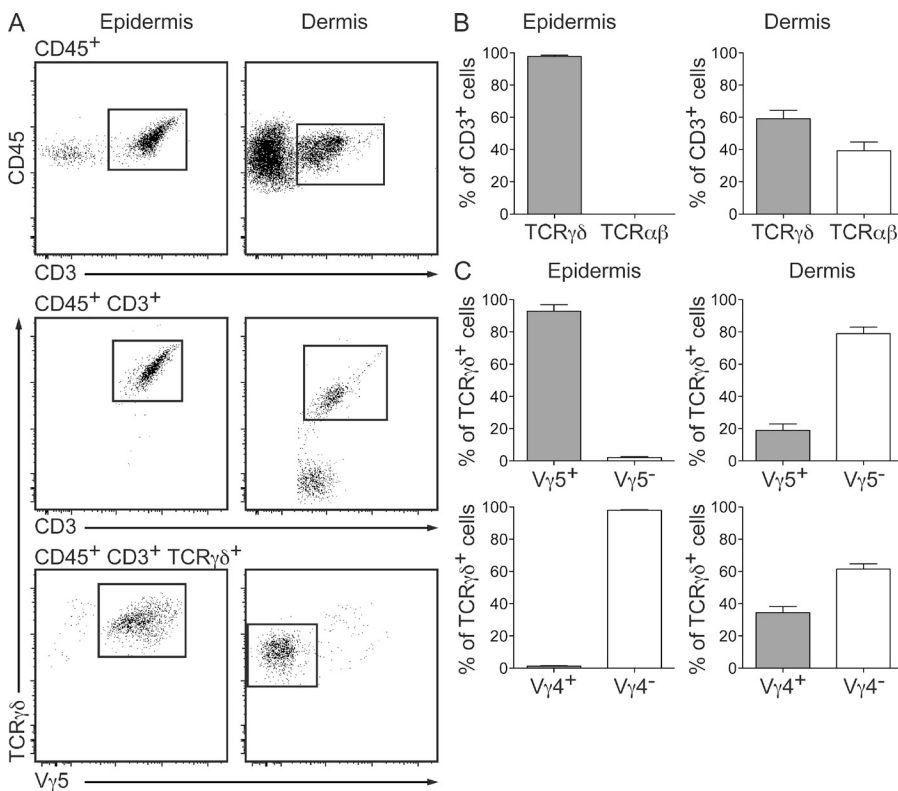 A
Epidermis
Dermis
CD45⁺
CD45
CD3
CD45⁺ CD3⁺
CD3
CD45⁺ CD3⁺ TCRγδ⁺
TCRγδ
Vγ5
B
Epidermis
Dermis
% of CD3⁺ cells
100
80
60
40
20
0
TCRγδ TCRαβ
% of CD3⁺ cells
100
80
60
40
20
0
TCRγδ TCRαβ
C
Epidermis
Dermis
% of TCRγδ⁺ cells
100
80
60
40
20
0
Vγ5⁺ Vγ5⁻
% of TCRγδ⁺ cells
100
80
60
40
20
0
Vγ5⁺ Vγ5⁻
% of TCRγδ⁺ cells
100
80
60
40
20
0
Vγ4⁺ Vγ4⁻
% of TCRγδ⁺ cells
100
80
60
40
20
0
Vγ4⁺ Vγ4⁻